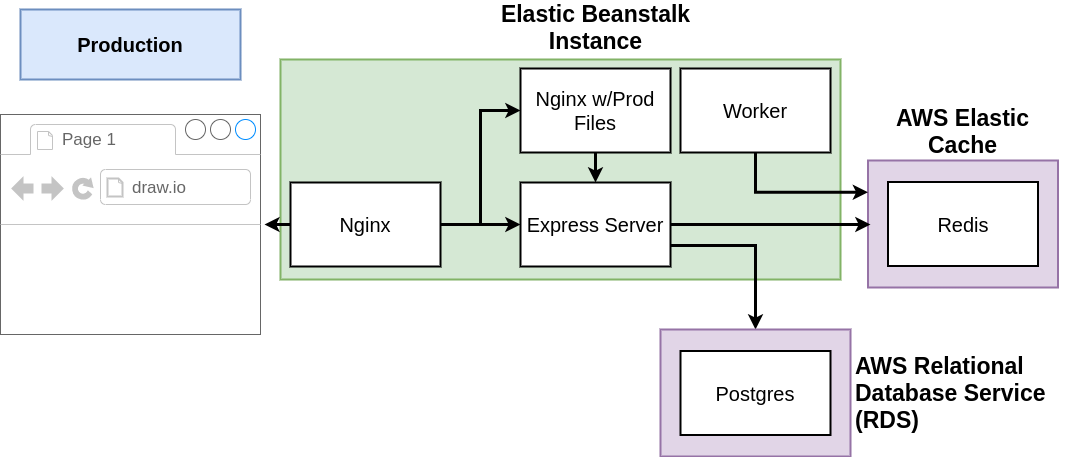 Elastic Beanstalk
Instance
Production
Nginx w/Prod
Files
Worker
AWS Elastic
Cache
Page 1
draw.io
Nginx
Express Server
Redis
Postgres
AWS Relational
Database Service
(RDS)